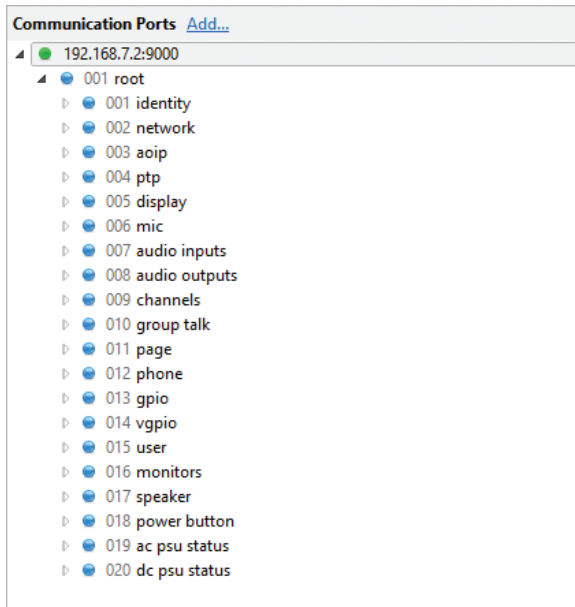 Communication Ports Add...
192.168.7.2:9000
001 root
001 identity
002 network
003 aoip
004 ptp
005 display
006 mic
007 audio inputs
008 audio outputs
009 channels
010 group talk
011 page
012 phone
013 gpio
014 vgpio
015 user
016 monitors
017 speaker
018 power button
019 ac psu status
020 dc psu status